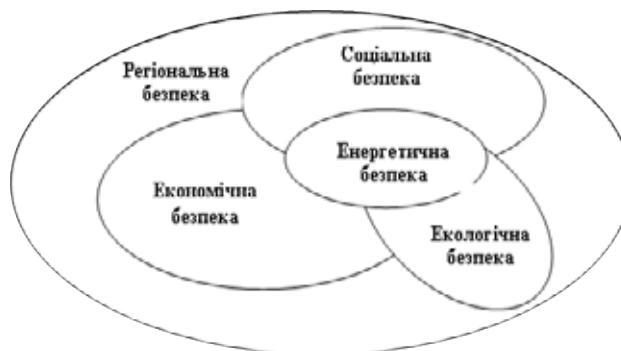 Соціальна
безпека
Регіональна
безпека
Енергетична
безпека
Економічна
безпека
Екологічна
безпека